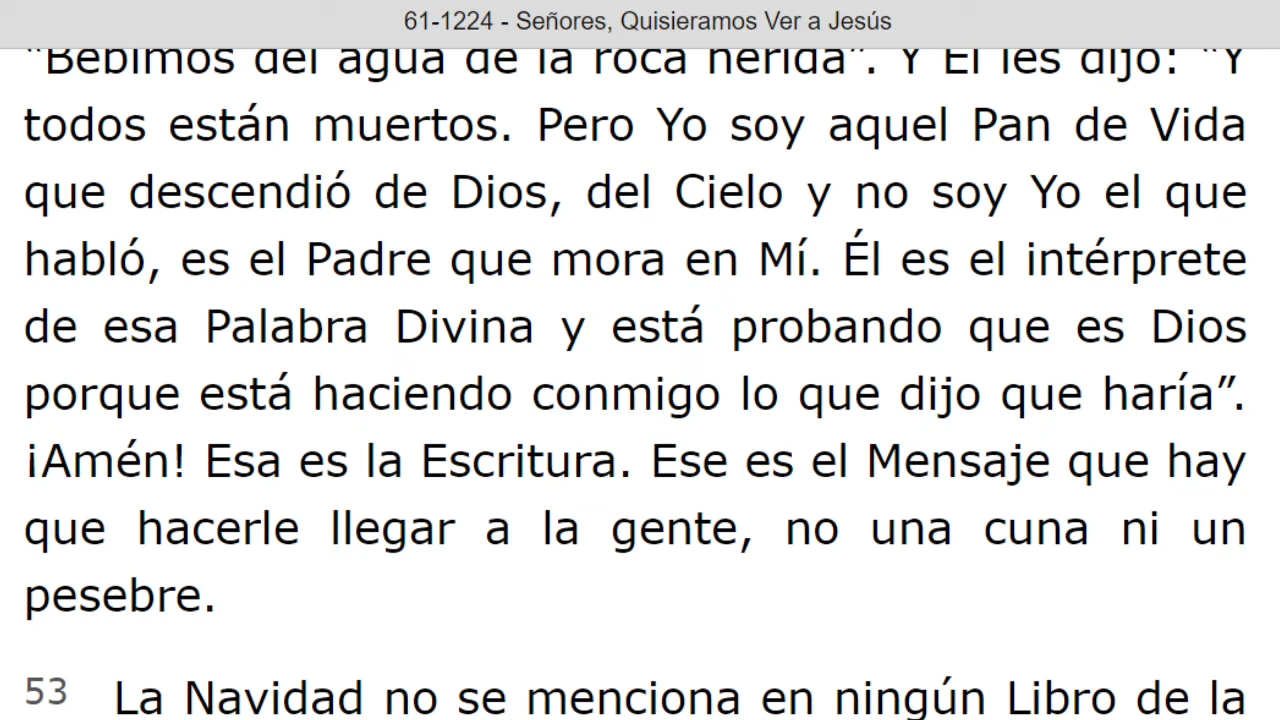 61-1224 - Señores, Quisieramos Ver a Jesús
“Bebimos del agua de la roca herida”. Y Él les dijo: “Y
todos están muertos. Pero Yo soy aquel Pan de Vida
que descendió de Dios, del Cielo y no soy Yo el que
habló, es el Padre que mora en Mí. Él es el intérprete
de esa Palabra Divina y está probando que es Dios
porque está haciendo conmigo lo que dijo que haría”.
¡Amén! Esa es la Escritura. Ese es el Mensaje que hay
que hacerle llegar a la gente, no una cuna ni un
pesebre.
53 La Navidad no se menciona en ningún Libro de la